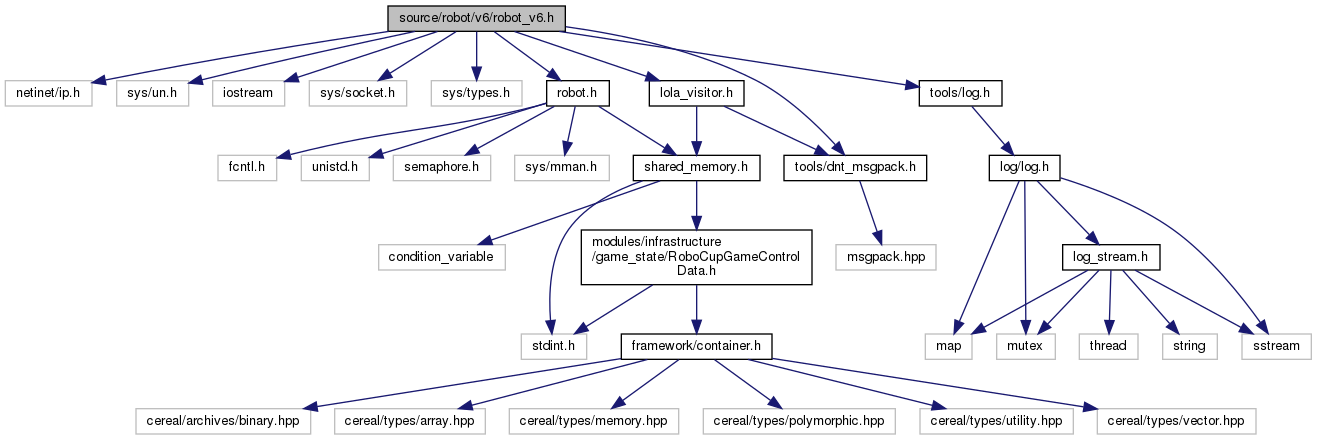 source/robot/v6/robot_v6.h
netinet/ip.h
sys/un.h
iostream
sys/socket.h
sys/types.h
robot.h
lola_visitor.h
tools/log.h
fcntl.h
unistd.h
semaphore.h
sys/mman.h
shared_memory.h
tools/dnt_msgpack.h
log/log.h
condition_variable
modules/infrastructure
/game_state/RoboCupGameControl
Data.h
msgpack.hpp
log_stream.h
stdint.h
framework/container.h
map
mutex
thread
string
sstream
cereal/archives/binary.hpp
cereal/types/array.hpp
cereal/types/memory.hpp
cereal/types/polymorphic.hpp
cereal/types/utility.hpp
cereal/types/vector.hpp